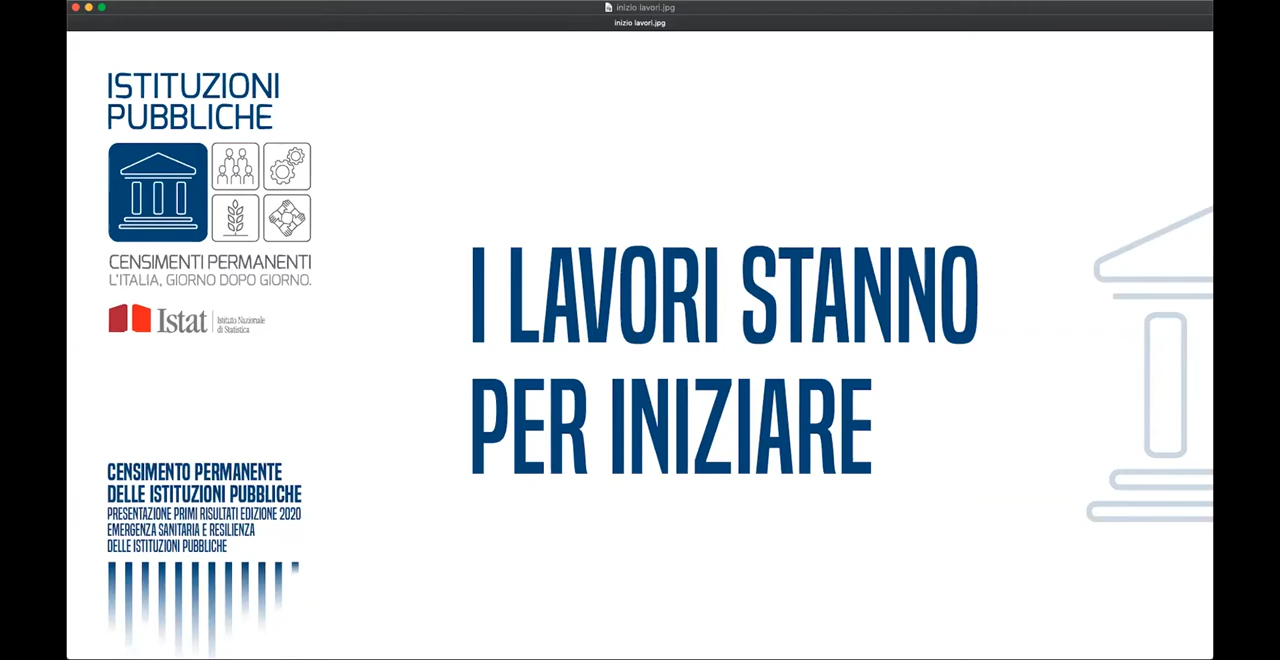 inizio lavori.jpg
inizio lavori.jpg
ISTITUZIONI
PUBBLICHE
CENSIMENTI PERMANENTI
L'ITALIA, GIORNO DOPO GIORNO.
Istat
Istituto Nazionale
di Statistica
I LAVORI STANNO
PER INIZIARE
CENSIMENTO PERMANENTE
DELLE ISTITUZIONI PUBBLICHE
PRESENTAZIONE PRIMI RISULTATI EDIZIONE 2020
EMERGENZA SANITARIA E RESILIENZA
DELLE ISTITUZIONI PUBBLICHE